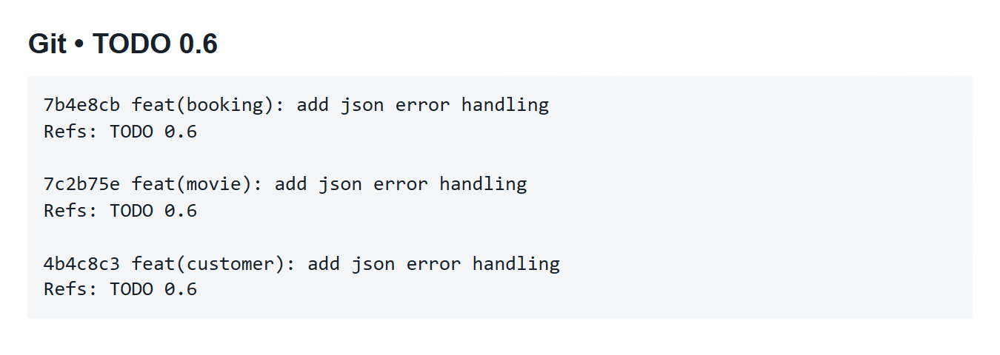 Git • TODO 0.6
7b4e8cb feat(booking): add json error handling
Refs: TODO 0.6
7c2b75e feat(movie): add json error handling
Refs: TODO 0.6
4b4c8c3 feat(customer): add json error handling
Refs: TODO 0.6